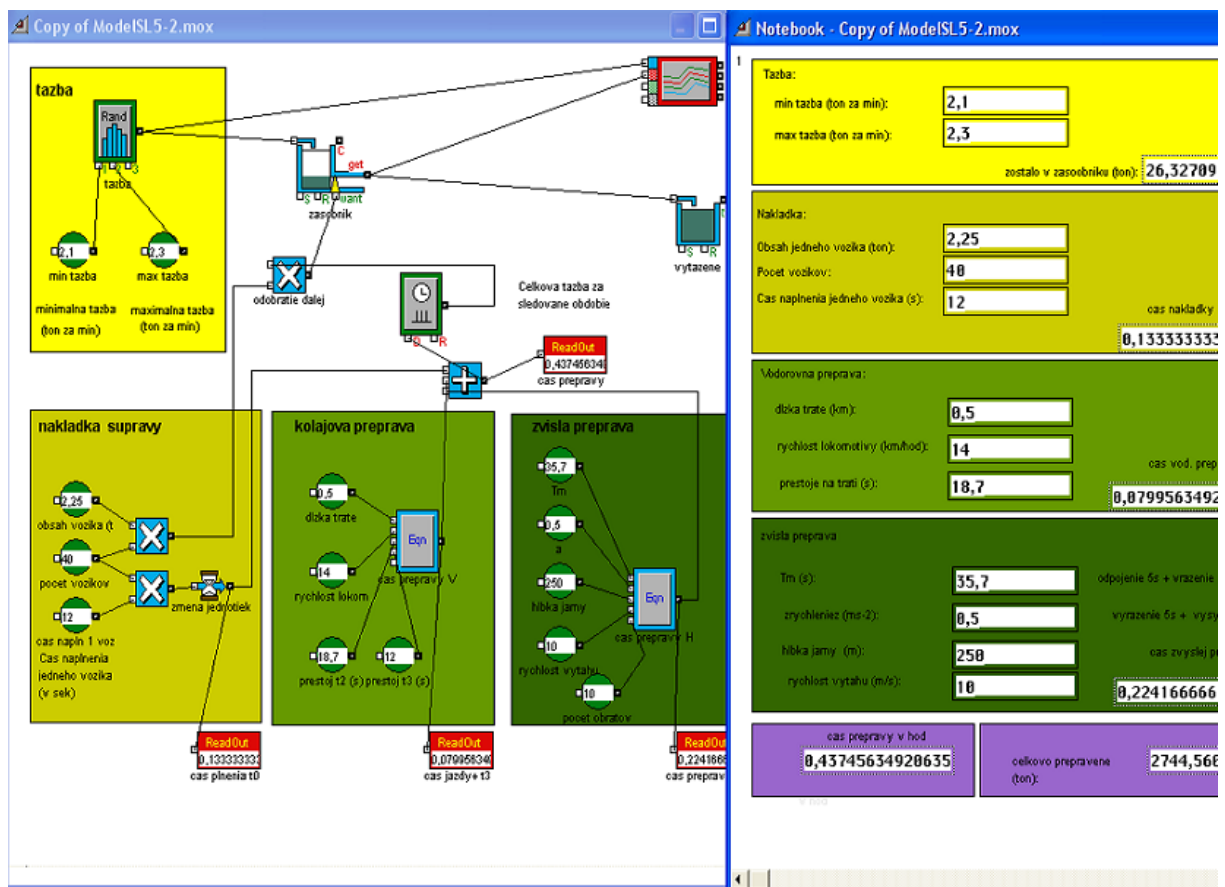 Copy of ModelSL5-2.mox
tazba
Rand
1 2 3
tazba
2,1
2,3
min tazba
max tazba
minimalna tazba
(ton za min)
maximalna tazba
(ton za min)
C
get
S R want
zasobnik
S R
vytazene
odobratie dalej
Celkova tazba za
sledovane obdobie
D R
ReadOut
cas prepravy
nakladka supravy
2,25
obsah vozika (t
40
pocet vozikov
12
cas napln 1 voz
Cas naplnenia
jedneho vozika
(v sek)
zmena jednotiek
kolajova preprava
0,5
dlzka trate
14
rychlost lokom
Eqn
cas prepravy V
18,7
12
prestoj t2 (s)
prestoj t3 (s)
zvisla preprava
35,7
Tm
0,5
a
250
hlbka jamy
10
rychlost vytahu
10
pocet obratov
Eqn
cas prepravy H
ReadOut
0,133333333
cas plnenia t0
ReadOut
0,079956340
cas jazdy+ t3
ReadOu
0,2241666
cas preprav
Notebook - Copy of ModelSL5-2.mox
1
Tazba:
min tazba (ton za min):
2,1
max tazba (ton za min):
2,3
zostalo v zasoobniku (ton):
26,32709
Nakladka:
Obsah jedneho vozika (ton):
2,25
Pocet vozikov:
40
Cas naplnenia jedneho vozika (s):
12
cas nakladky
0,133333333
Vodorovna preprava:
dlzka trate (km):
0,5
rychlost lokomotivy (km/hod):
14
prestoje na trati (s):
18,7
cas vod. prep
0,0799563492
zvisla preprava
Tm (s):
35,7
odpojenie 5s + vrazenie
zrychleniez (ms-2):
0,5
vyrazenie 5s + vysy
hlbka jamy (m):
250
cas zvyslej pr
rychlost vytahu (m/s):
10
0,224166666
cas prepravy v hod
0,43745634920635
celkovo prepravene
(ton):
2744,560
v hod